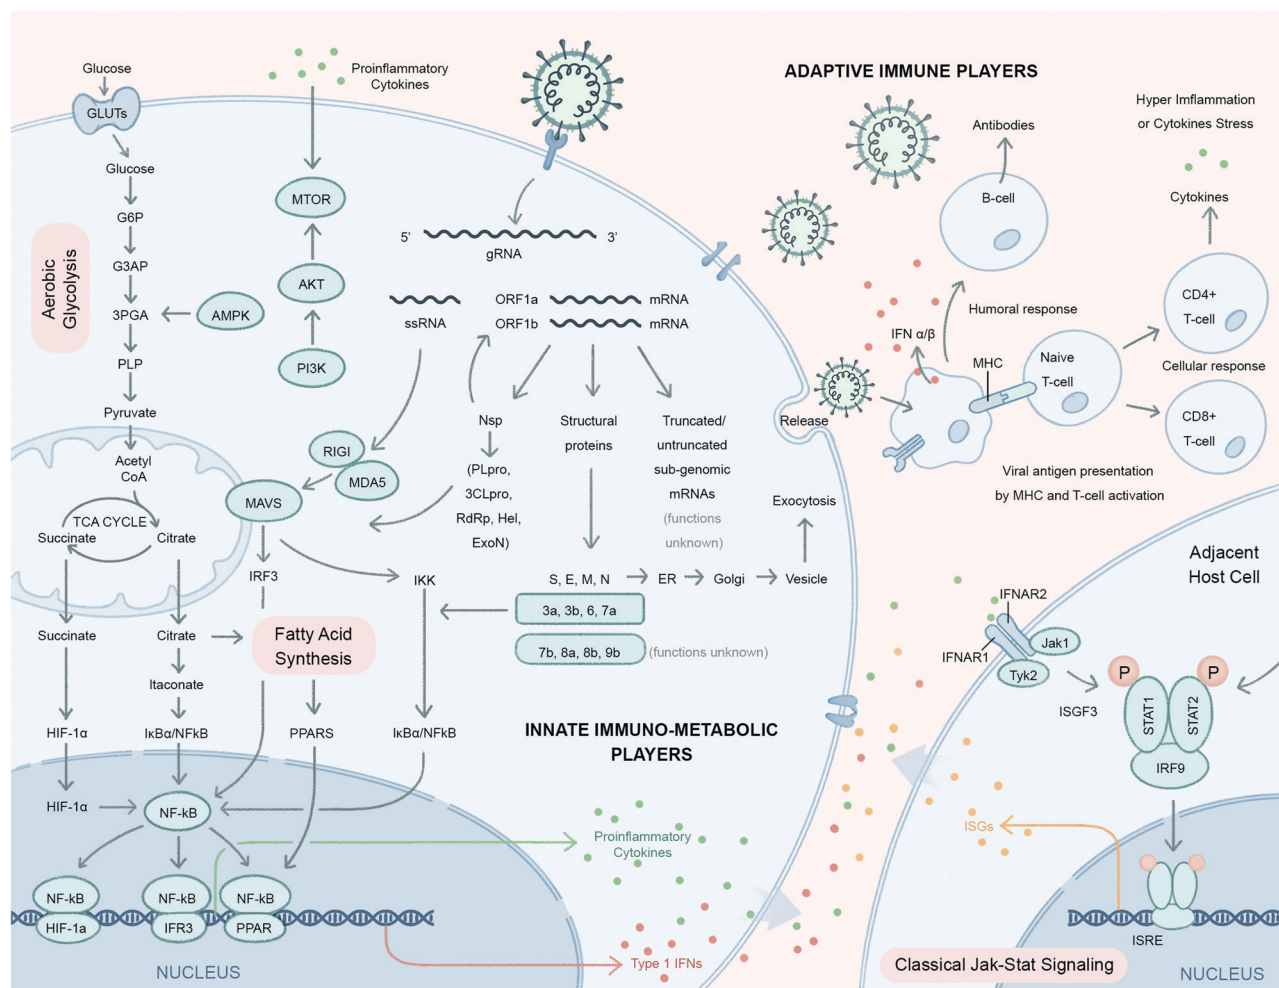 Glucose
GLUTs
Glucose
G6P
G3AP
3PGA
AMPK
PLP
Pyruvate
Acetyl
CoA
Aerobic
Glycolysis
TCA CYCLE
Succinate
Citrate
Succinate
Citrate
Itaconate
HIF-1α
IκBα/NFkB
HIF-1α
NF-kB
NF-kB
HIF-1a
NF-kB
IFR3
NF-kB
PPAR
NUCLEUS
Proinflammatory
Cytokines
MTOR
AKT
PI3K
5’
3’
gRNA
ssRNA
ORF1a
mRNA
ORF1b
mRNA
RIGI
MDA5
MAVS
IRF3
IKK
Fatty Acid
Synthesis
PPARS
IκBα/NFkB
Nsp
(PLpro,
3CLpro,
RdRp, Hel,
ExoN)
Structural
proteins
Truncated/
untruncated
sub-genomic
mRNAs
(functions
unknown)
S, E, M, N
ER
Golgi
Vesicle
Exocytosis
Release
3a, 3b, 6, 7a
7b, 8a, 8b, 9b
(functions unknown)
INNATE IMMUNO-METABOLIC
PLAYERS
Proinflammatory
Cytokines
Type 1 IFNs
ADAPTIVE IMMUNE PLAYERS
Antibodies
B-cell
Hyper Imflammation
or Cytokines Stress
Cytokines
CD4+
T-cell
Humoral response
IFN α/β
MHC
Naive
T-cell
Cellular response
CD8+
T-cell
Viral antigen presentation
by MHC and T-cell activation
Adjacent
Host Cell
IFNAR2
IFNAR1
Jak1
Tyk2
ISGF3
P
P
STAT1
STAT2
IRF9
ISGs
ISRE
Classical Jak-Stat Signaling
NUCLEUS